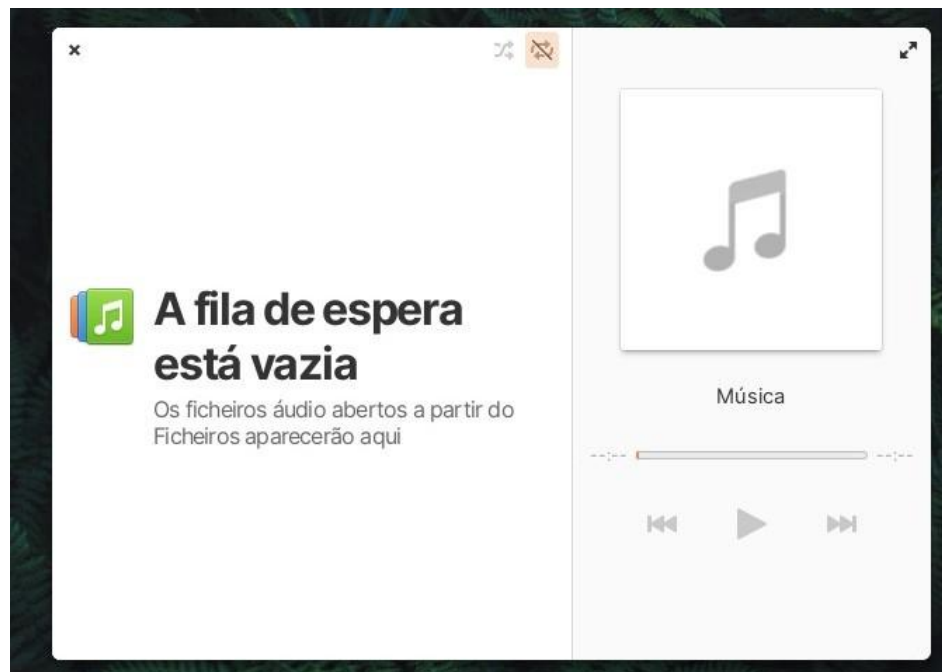 A fila de espera
está vazia
Os ficheiros áudio abertos a partir do
Ficheiros aparecerão aqui
Música
--:-- --:--